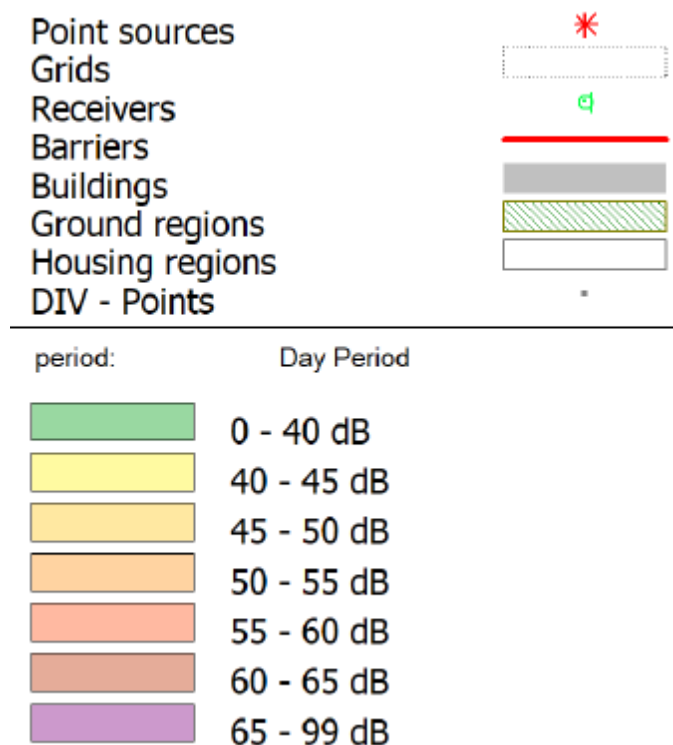 Point sources
Grids
Receivers
Barriers
Buildings
Ground regions
Housing regions
DIV - Points
period: Day Period
0 - 40 dB
40 - 45 dB
45 - 50 dB
50 - 55 dB
55 - 60 dB
60 - 65 dB
65 - 99 dB